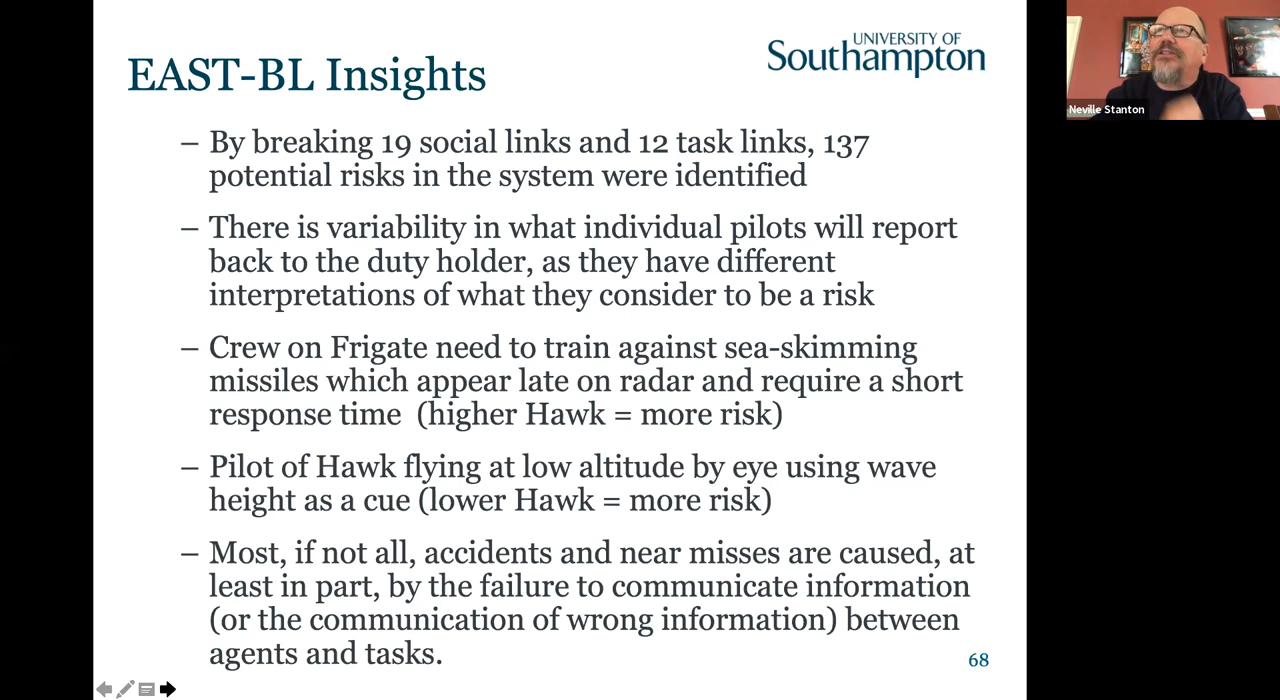 EAST-BL Insights
UNIVERSITY OF
Southampton
– By breaking 19 social links and 12 task links, 137
potential risks in the system were identified
– There is variability in what individual pilots will report
back to the duty holder, as they have different
interpretations of what they consider to be a risk
– Crew on Frigate need to train against sea-skimming
missiles which appear late on radar and require a short
response time (higher Hawk = more risk)
– Pilot of Hawk flying at low altitude by eye using wave
height as a cue (lower Hawk = more risk)
– Most, if not all, accidents and near misses are caused, at
least in part, by the failure to communicate information
(or the communication of wrong information) between
agents and tasks.
68
Neville Stanton